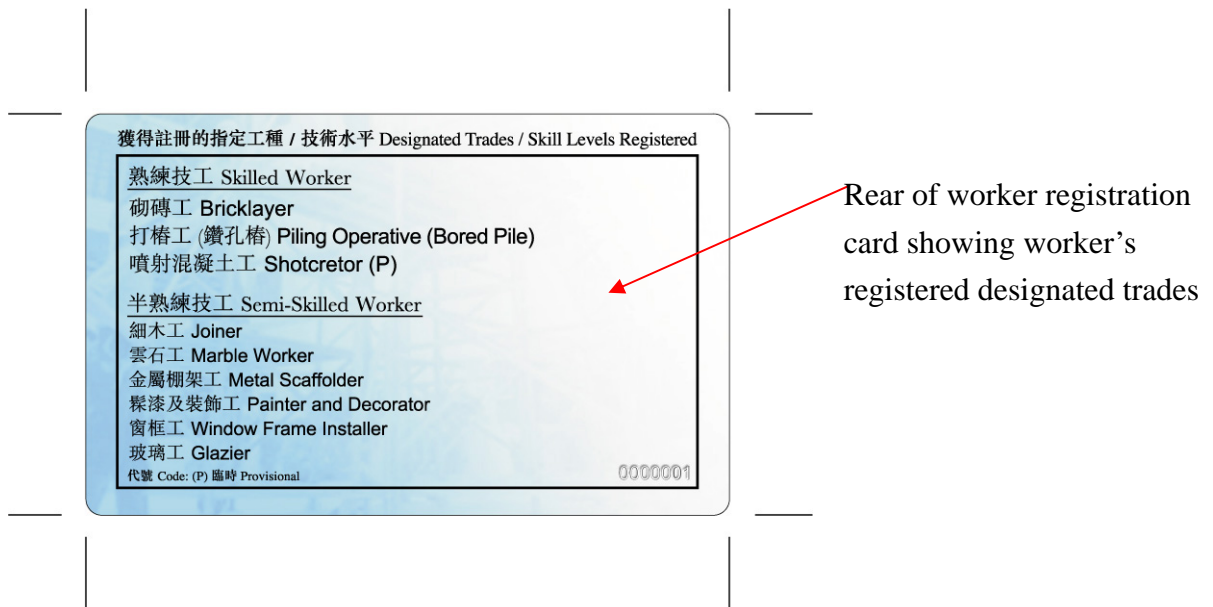 獲得註冊的指定工種 / 技術水平 Designated Trades / Skill Levels Registered
熟練技工 Skilled Worker
砌磚工 Bricklayer
打樁工 (鑽孔樁) Piling Operative (Bored Pile)
噴射混凝土工 Shotcretor (P)
半熟練技工 Semi-Skilled Worker
細木工 Joiner
雲石工 Marble Worker
金屬棚架工 Metal Scaffolder
髹漆及裝飾工 Painter and Decorator
窗框工 Window Frame Installer
玻璃工 Glazier
代號 Code: (P) 臨時 Provisional
0000001
Rear of worker registration
card showing worker's
registered designated trades